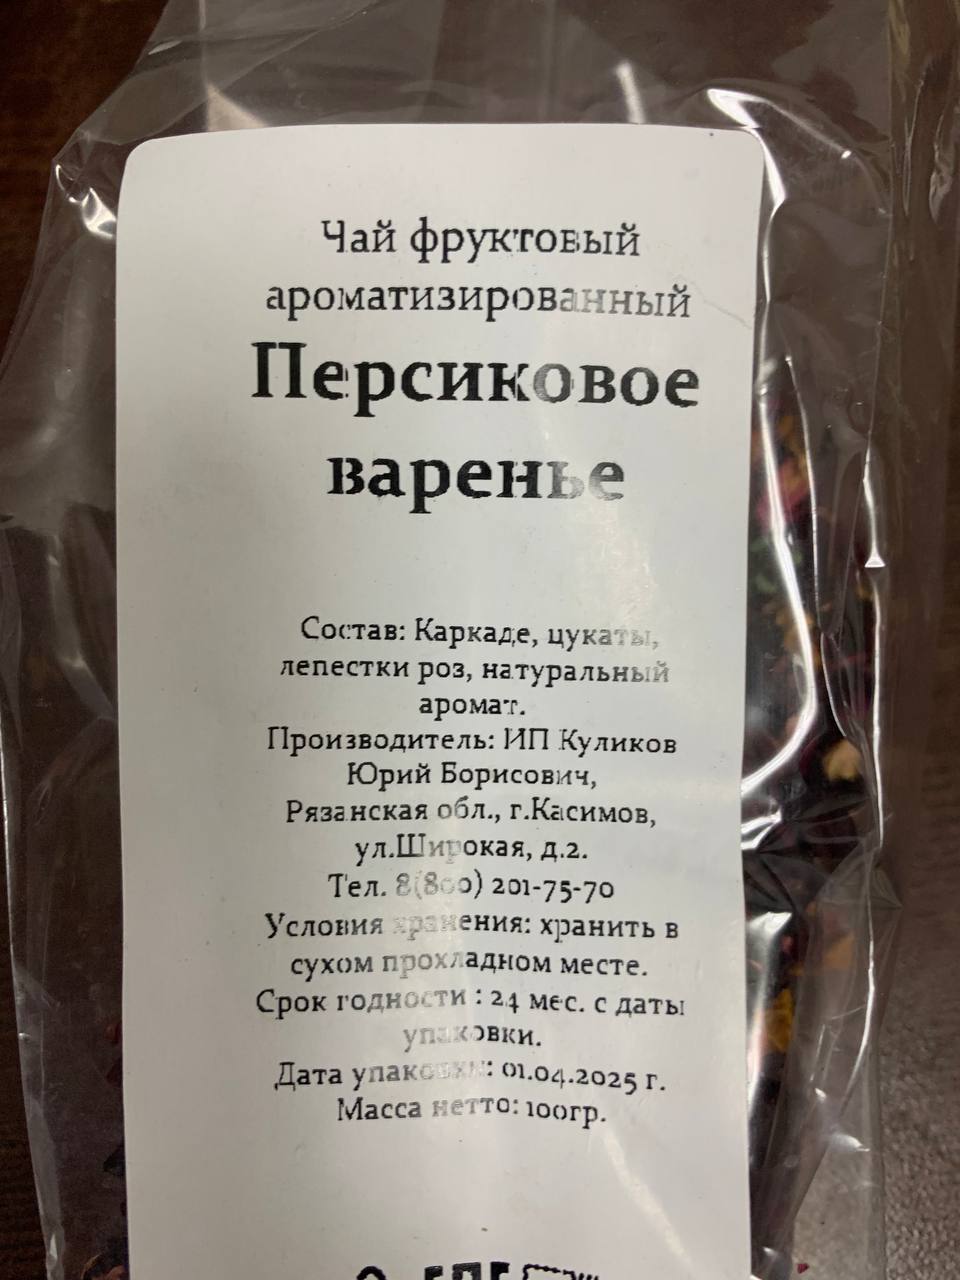 Чай фруктовый
ароматизированный
Персиковое
варенье
Состав: Каркаде, цукаты,
лепестки роз, натуральный
аромат.
Производитель: ИП Куликов
Юрий Борисович,
Рязанская обл., г.Касимов,
ул.Широкая, д.2.
Тел. 8(800) 201-75-70
Условия хранения: хранить в
сухом прохладном месте.
Срок годности : 24 мес. с даты
упаковки.
Дата упаковки: 01.04.2025 г.
Масса нетто: 100гр.